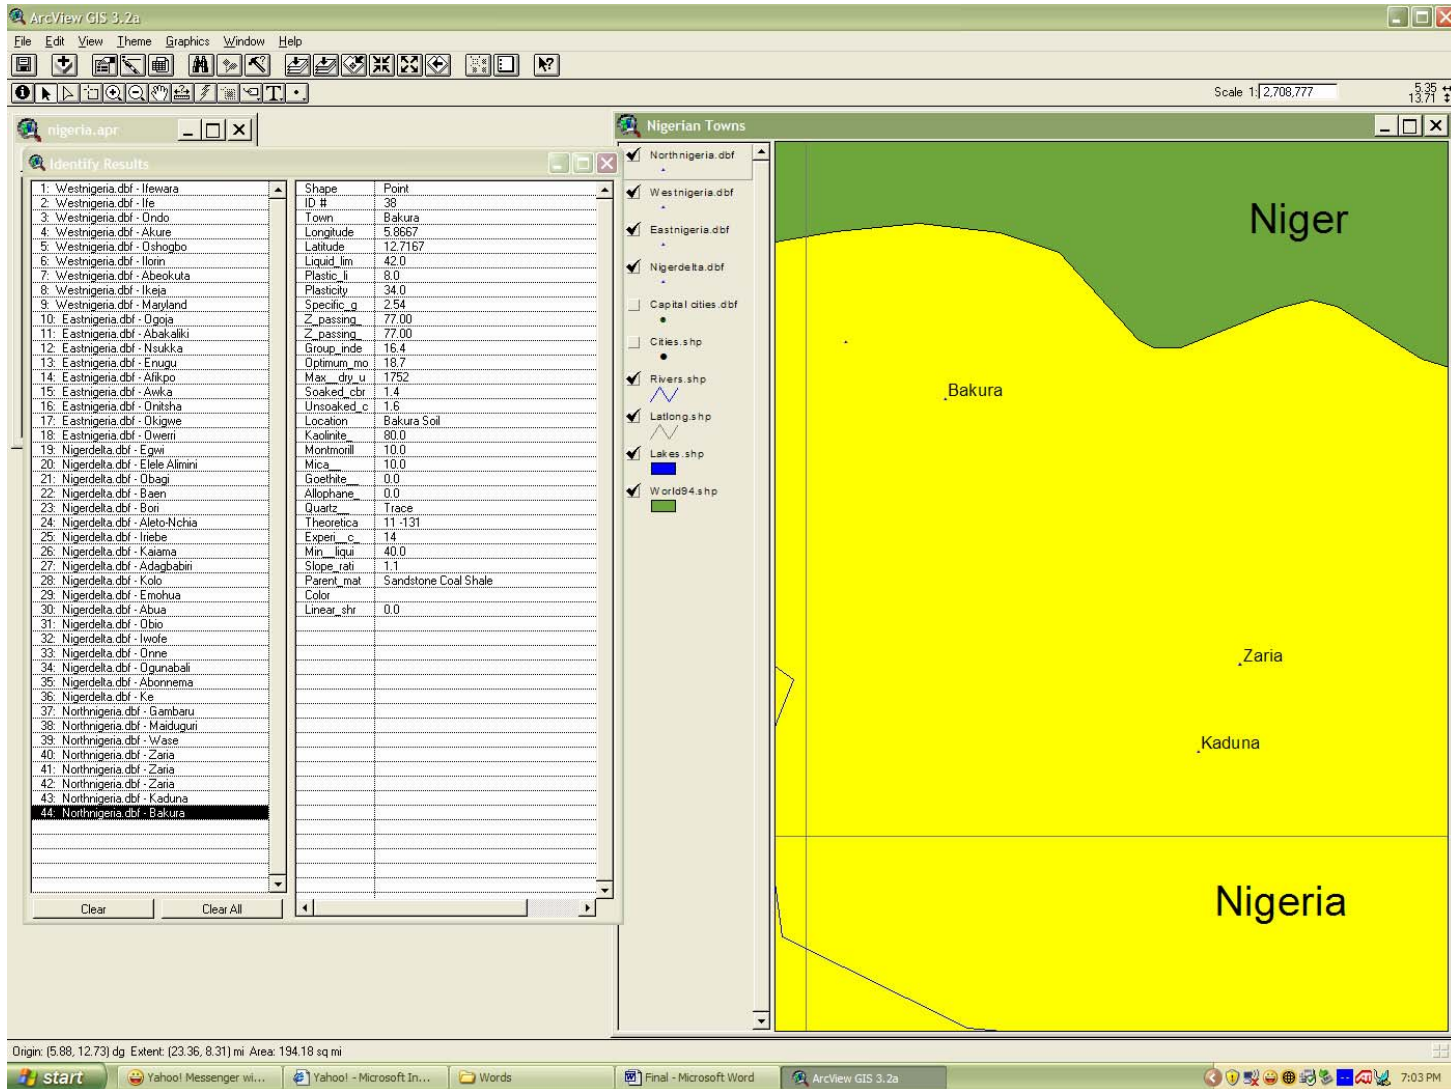 ArcView GIS 3.2a
File Edit View Theme Graphics Window Help
Scale 1: 2,708,777
5.35
13.71
nigeria.apr
Identify Results
1: Westnigeria.dbf - Ifewara
2: Westnigeria.dbf - Ife
3: Westnigeria.dbf - Ondo
4: Westnigeria.dbf - Akure
5: Westnigeria.dbf - Oshogbo
6: Westnigeria.dbf - Ilorin
7: Westnigeria.dbf - Abeokuta
8: Westnigeria.dbf - Ikeja
9: Westnigeria.dbf - Maryland
10: Eastnigeria.dbf - Ogoja
11: Eastnigeria.dbf - Abakaliki
12: Eastnigeria.dbf - Nsukka
13: Eastnigeria.dbf - Enugu
14: Eastnigeria.dbf - Afikpo
15: Eastnigeria.dbf - Awka
16: Eastnigeria.dbf - Onitsha
17: Eastnigeria.dbf - Okigwe
18: Eastnigeria.dbf - Owerri
19: Nigerdelta.dbf - Egwi
20: Nigerdelta.dbf - Elele Alimini
21: Nigerdelta.dbf - Obagi
22: Nigerdelta.dbf - Baen
23: Nigerdelta.dbf - Bori
24: Nigerdelta.dbf - Aleto-Nchia
25: Nigerdelta.dbf - Iriebe
26: Nigerdelta.dbf - Kaiama
27: Nigerdelta.dbf - Adagbabiri
28: Nigerdelta.dbf - Kolo
29: Nigerdelta.dbf - Emohua
30: Nigerdelta.dbf - Abua
31: Nigerdelta.dbf - Obio
32: Nigerdelta.dbf - Iwofe
33: Nigerdelta.dbf - Onne
34: Nigerdelta.dbf - Ogunabali
35: Nigerdelta.dbf - Abonnema
36: Nigerdelta.dbf - Ke
37: Northnigeria.dbf - Gambaru
38: Northnigeria.dbf - Maiduguri
39: Northnigeria.dbf - Wase
40: Northnigeria.dbf - Zaria
41: Northnigeria.dbf - Zaria
42: Northnigeria.dbf - Zaria
43: Northnigeria.dbf - Kaduna
44: Northnigeria.dbf - Bakura
Clear Clear All
Shape Point
ID # 38
Town Bakura
Longitude 5.8667
Latitude 12.7167
Liquid_lim 42.0
Plastic_li 8.0
Plasticity 34.0
Specific_g 2.54
Z_passing_ 77.00
Z_passing_ 77.00
Group_inde 16.4
Optimum_mo 18.7
Max__dry_u 1752
Soaked_cbr 1.4
Unsoaked_c 1.6
Location Bakura Soil
Kaolinite_ 80.0
Montmorill 10.0
Mica__ 10.0
Goethite__ 0.0
Allophane_ 0.0
Quartz__ Trace
Theoretica 11 -131
Experi__c_ 14
Min__liqui 40.0
Slope_rati 1.1
Parent_mat Sandstone Coal Shale
Color
Linear_shr 0.0
Nigerian Towns
Northnigeria.dbf
Westnigeria.dbf
Eastnigeria.dbf
Nigerdelta.dbf
Capital cities.dbf
Cities.shp
Rivers.shp
Latlong.shp
Lakes.shp
World94.shp
Niger
Bakura
Zaria
Kaduna
Nigeria
Origin: (5.88, 12.73) dg Extent: (23.36, 8.31) mi Area: 194.18 sq mi
start Yahoo! Messenger wi... Yahoo! - Microsoft In... Words Final - Microsoft Word ArcView GIS 3.2a 7:03 PM